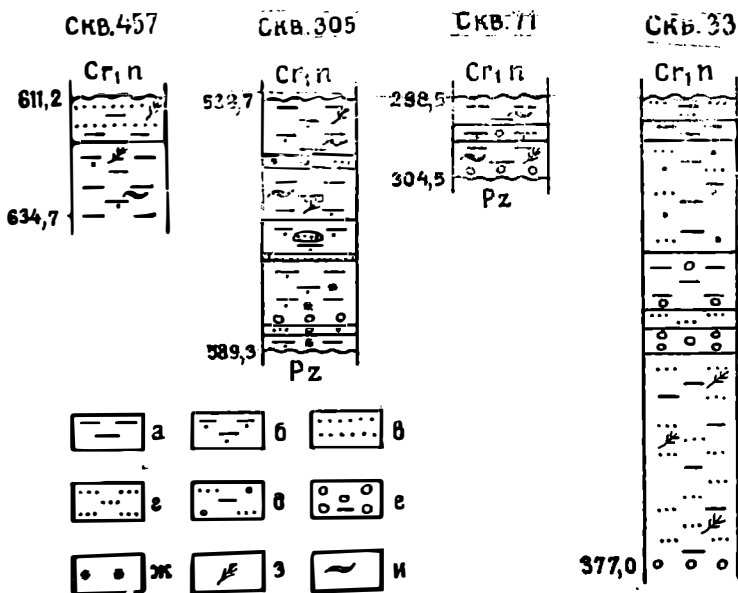 Скв.457 Скв.305 Скв.71 Скв.33
Cr₁n Cr₁n Cr₁n Cr₁n
611,2
634,7
589,3
Pz
298,5
304,5
Pz
377,0
а б в
г д е
ж з и